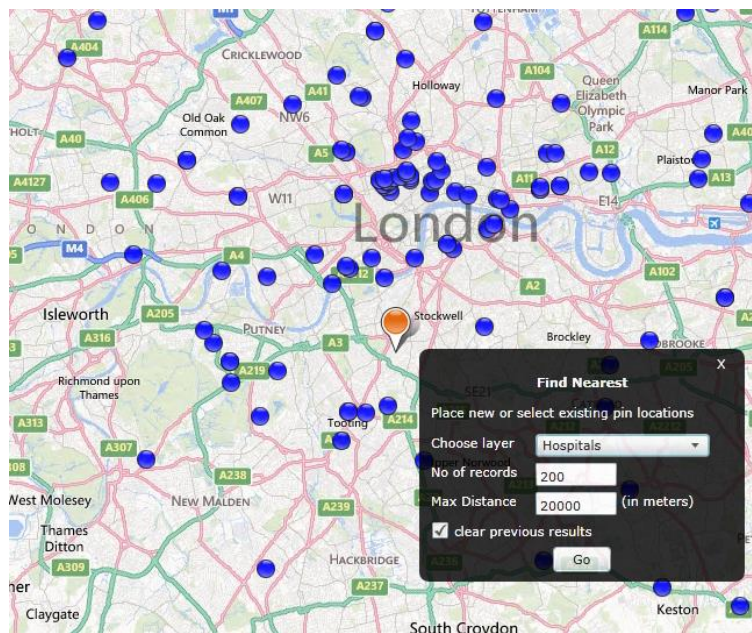 M1
TOTTENHAM
A404
A114
CRICKLEWOOD
A41
Holloway
A104
Queen
Elizabeth
Olympic
Park
Manor Park
A407
Old Oak
Common
NW6
A40
A5
A12
Plaistow
A4127
A11
A13
A406
W11
E14
London
M4
A4
A102
A2
Isleworth
A205
Stockwell
PUTNEY
A316
A3
Brockley
Richmond upon
Thames
A219
SE21
A313
Tooting
A214
A307
A238
West Molesey
NEW MALDEN
A239
Thames
Ditton
A309
HACKBRIDGE
A237
Claygate
South Croydon
Keston
X
Find Nearest
Place new or select existing pin locations
Choose layer Hospitals
No of records 200
Max Distance 20000 (in meters)
clear previous results
Go